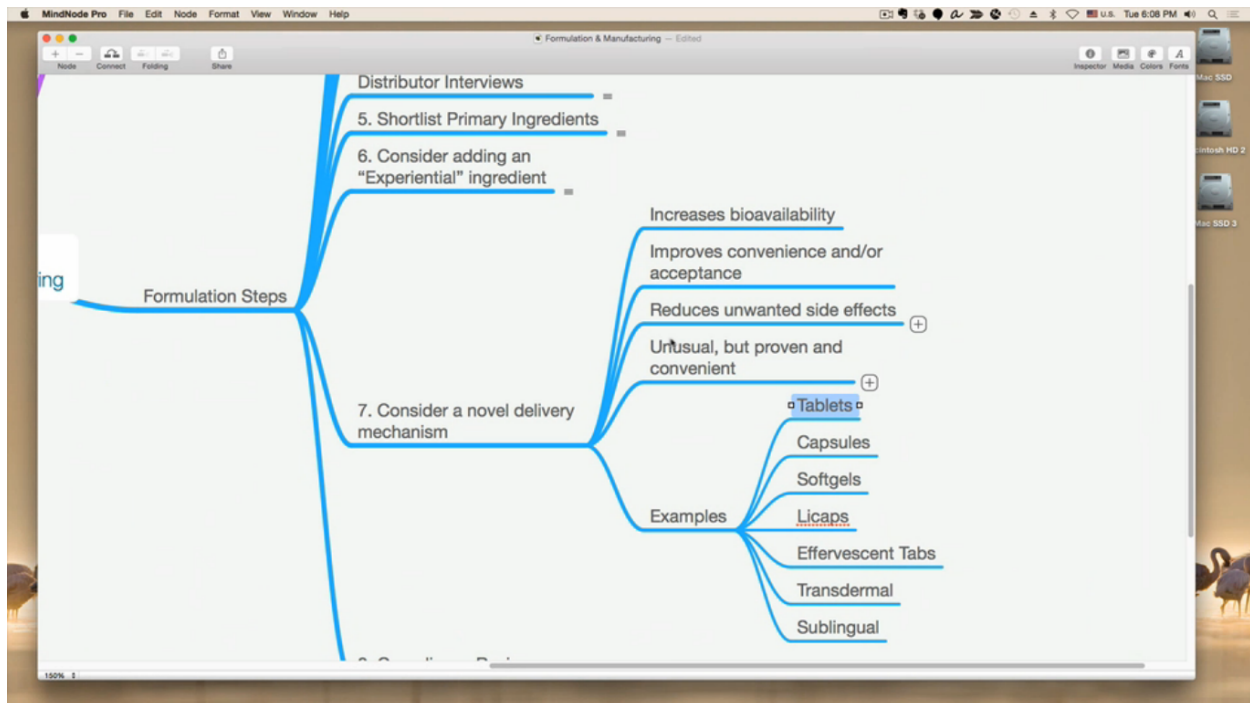 MindNode Pro File Edit Node Format View Window Help
U.S. Tue 6:08 PM
Formulation & Manufacturing — Edited
Node Connect Folding Share
Inspector Media Colors Fonts
Mac SSD
cintosh HD 2
Mac SSD 3
ing
Formulation Steps
Distributor Interviews
5. Shortlist Primary Ingredients
6. Consider adding an
“Experiential” ingredient
7. Consider a novel delivery
mechanism
Increases bioavailability
Improves convenience and/or
acceptance
Reduces unwanted side effects
Unusual, but proven and
convenient
Examples
Tablets
Capsules
Softgels
Licaps
Effervescent Tabs
Transdermal
Sublingual
150%